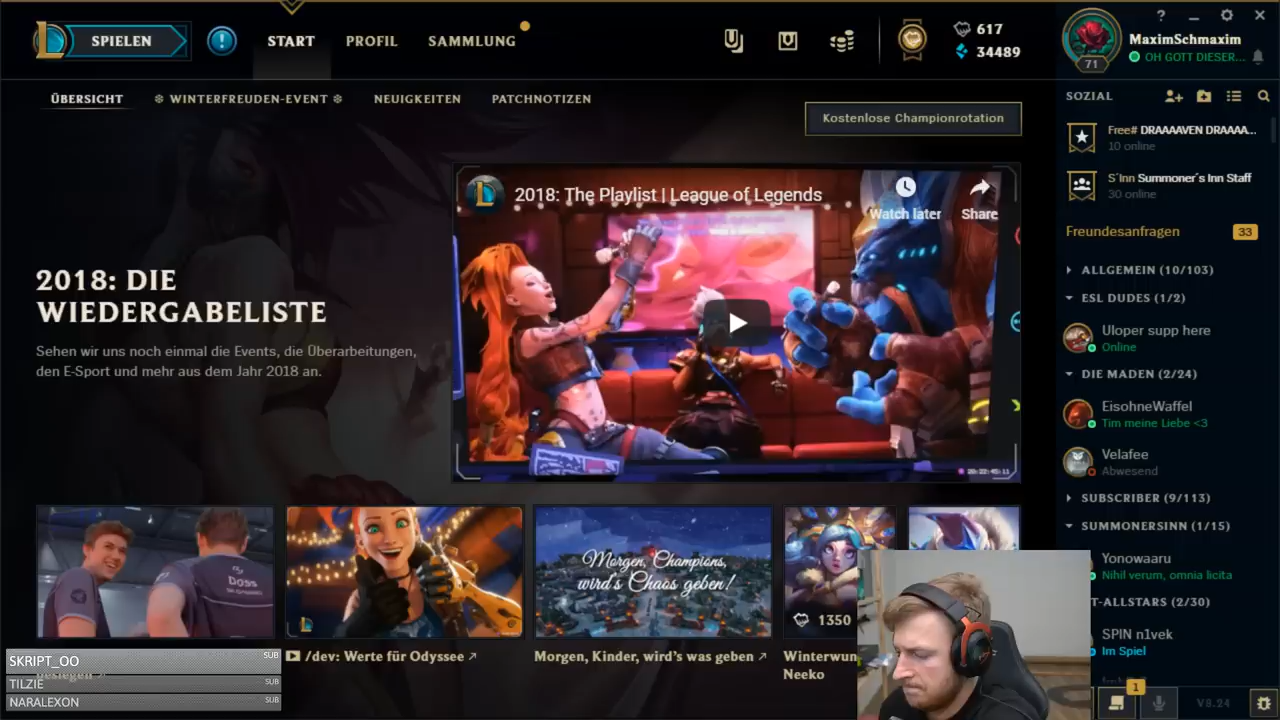 SPIELEN
START
PROFIL
SAMMLUNG
617
34489
71
MaximSchmaxim
OH GOTT DIESER...
ÜBERSICHT
WINTERFREUDEN-EVENT
NEUIGKEITEN
PATCHNOTIZEN
Kostenlose Championrotation
2018: The Playlist | League of Legends
Watch later
Share
2018: DIE
WIEDERGABELISTE
Sehen wir uns noch einmal die Events, die Überarbeitungen,
den E-Sport und mehr aus dem Jahr 2018 an.
Doss
Morgen, Champions,
wird's Chaos geben!
1350
/dev: Werte für Odyssee
Morgen, Kinder, wird's was geben
Winterwun
Neeko
SKRIPT_OO SUB
TILZIE SUB
NARALEXON SUB
SOZIAL
Free# DRAAAAVEN DRAAAA...
10 online
S'Inn Summoner's Inn Staff
30 online
Freundesanfragen 33
ALLGEMEIN (10/103)
ESL DUDES (1/2)
Uloper supp here
Online
DIE MADEN (2/24)
EisohneWaffel
Tim meine Liebe <3
Velafee
Abwesend
SUBSCRIBER (9/113)
SUMMONERSINN (1/15)
Yonowaaru
Nihil verum, omnia licita
T-ALLSTARS (2/30)
SPIN n1vek
Im Spiel
1
V8.24